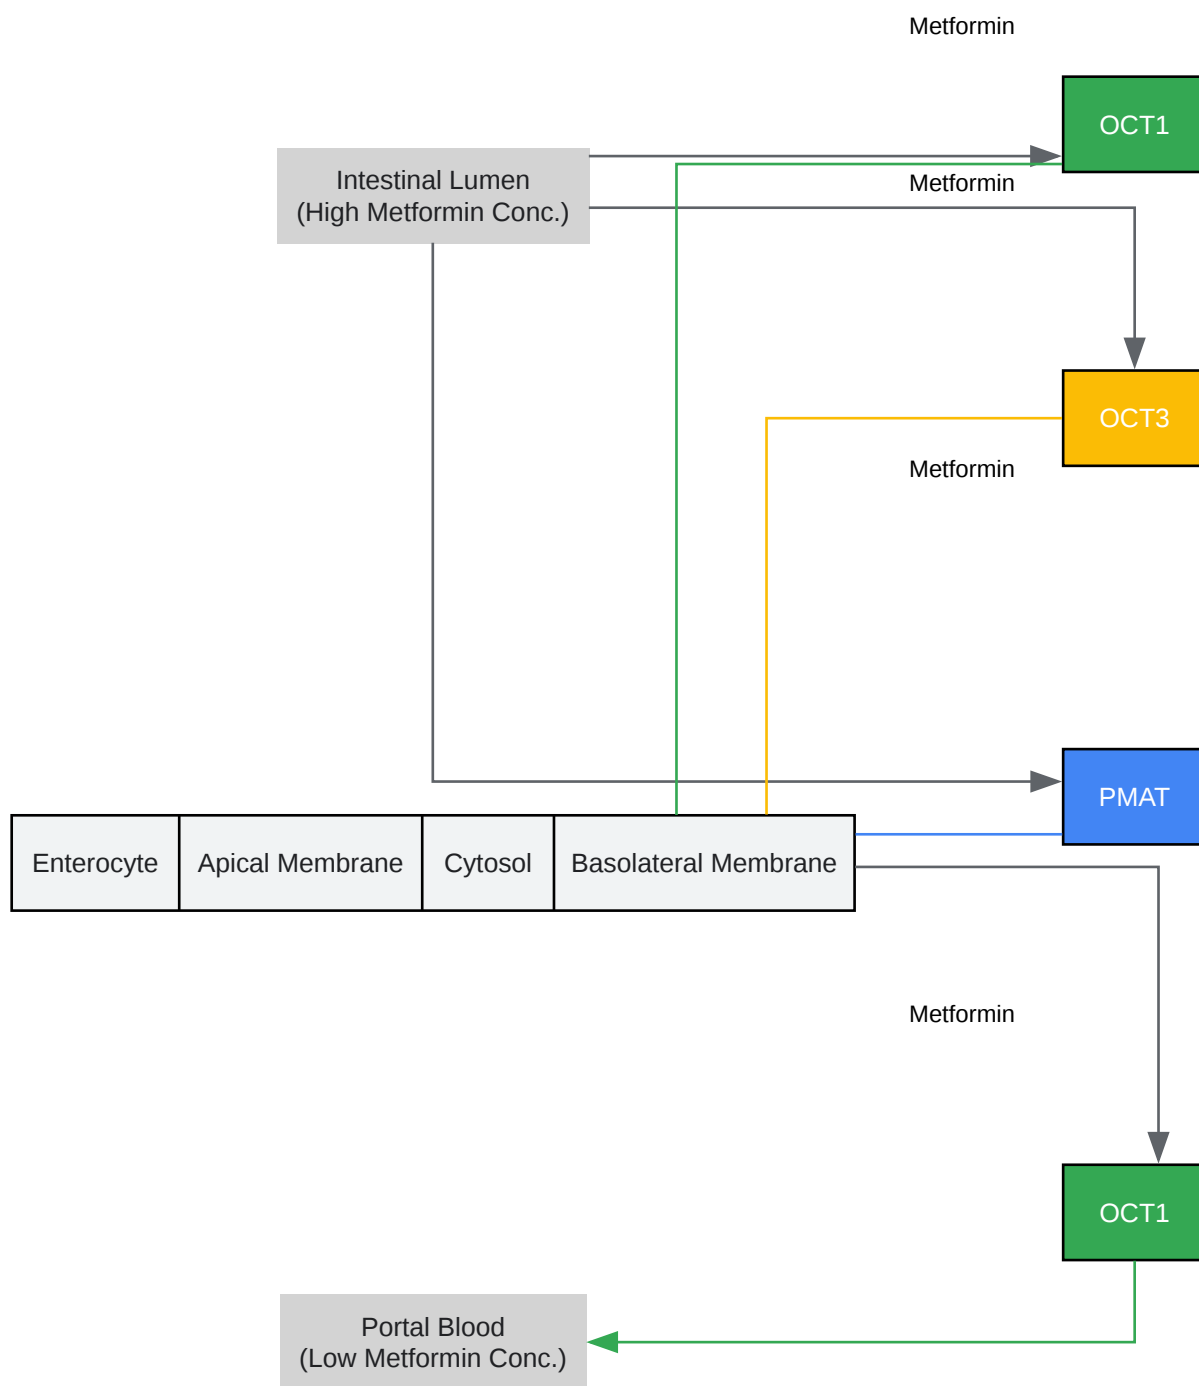 Metformin
OCT1
Intestinal Lumen
(High Metformin Conc.)
Metformin
OCT3
Metformin
PMAT
Enterocyte
Apical Membrane
Cytosol
Basolateral Membrane
Metformin
OCT1
Portal Blood
(Low Metformin Conc.)